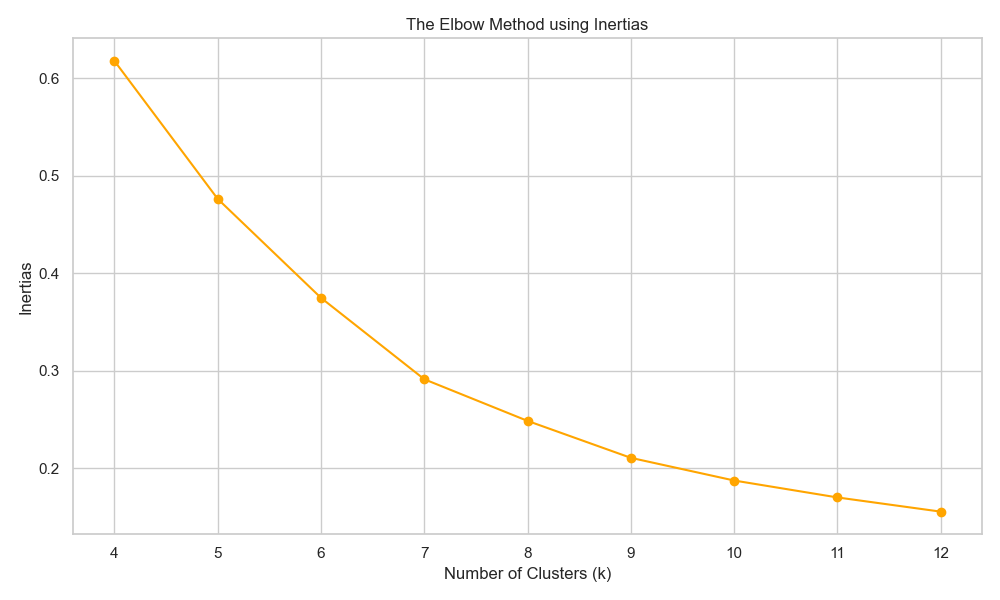 The Elbow Method using Inertias
Inertias
0.6
0.5
0.4
0.3
0.2
4 5 6 7 8 9 10 11 12
Number of Clusters (k)